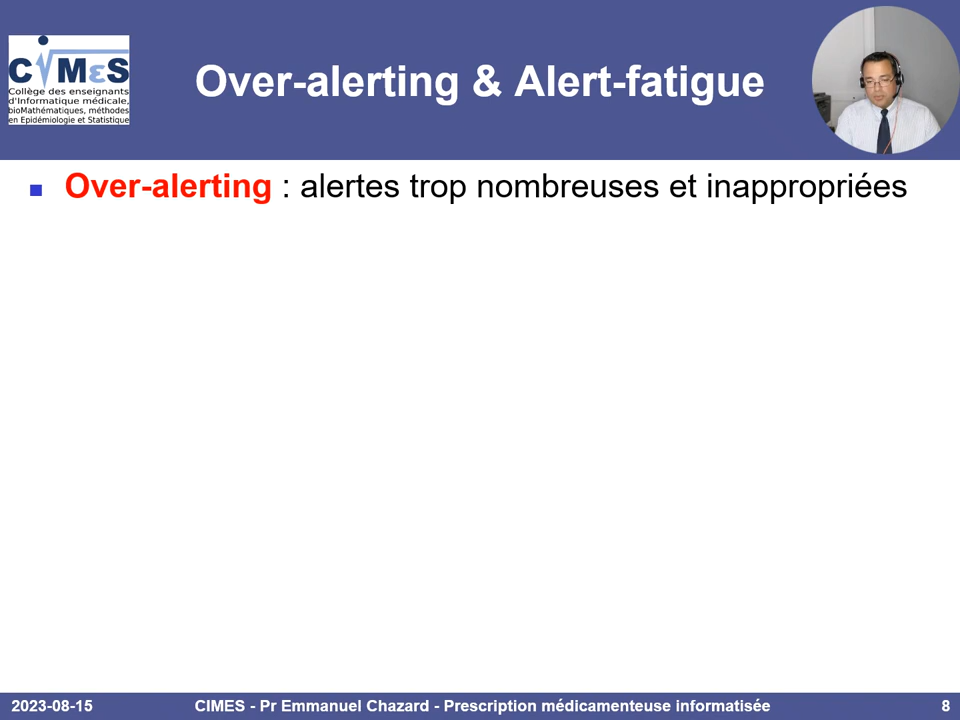 CiMεS
Collège des enseignants
d'Informatique médicale,
bioMathématiques, méthodes
en Epidémiologie et Statistique
Over-alerting & Alert-fatigue
Over-alerting : alertes trop nombreuses et inappropriées
2023-08-15
CIMES - Pr Emmanuel Chazard - Prescription médicamenteuse informatisée
8